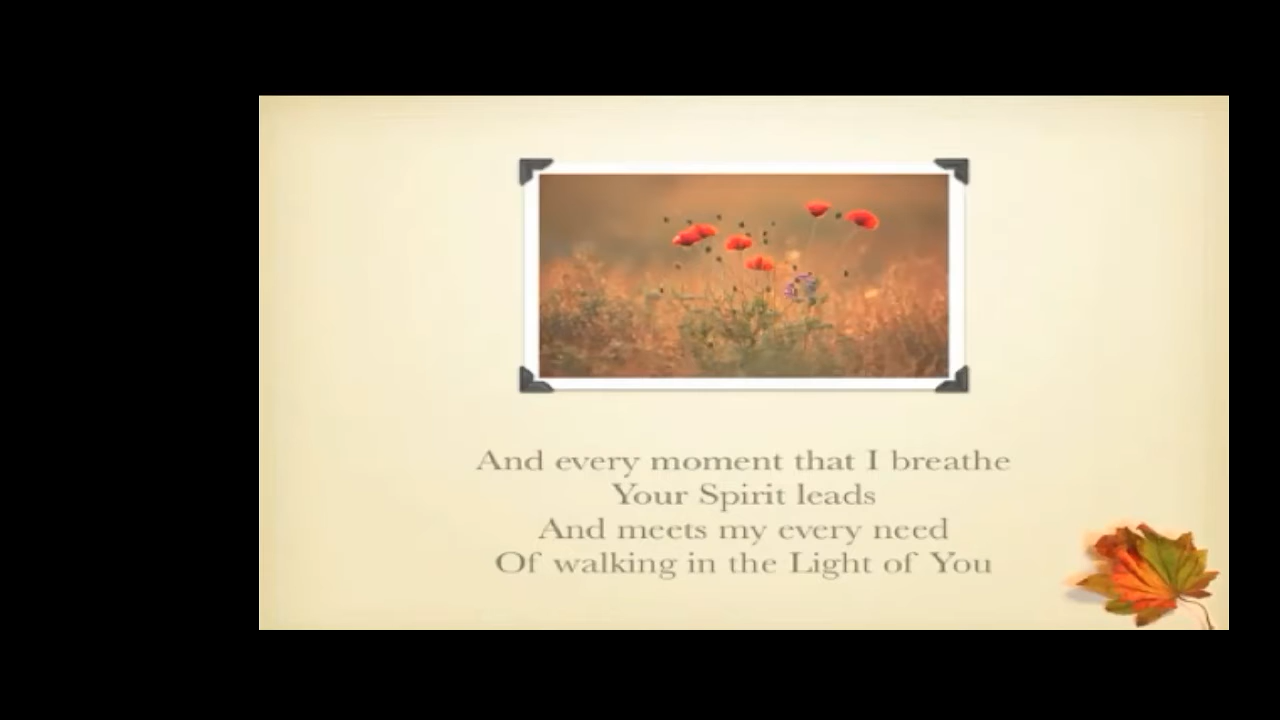 And every moment that I breathe
Your Spirit leads
And meets my every need
Of walking in the Light of You